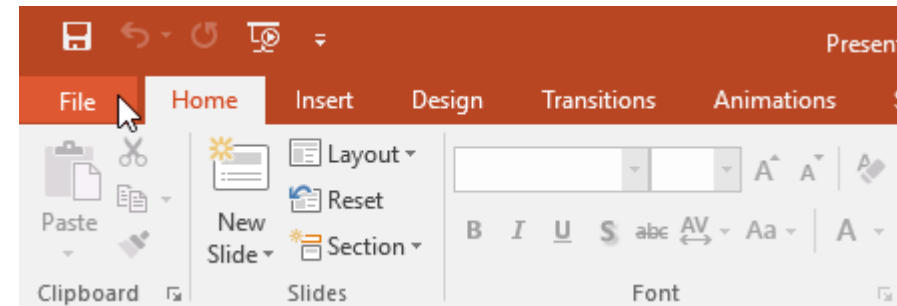 Presen
File Home Insert Design Transitions Animations S
Paste
New Slide
Layout
Reset
Section
B I U S abc AV Aa A
A A A
Clipboard Slides Font